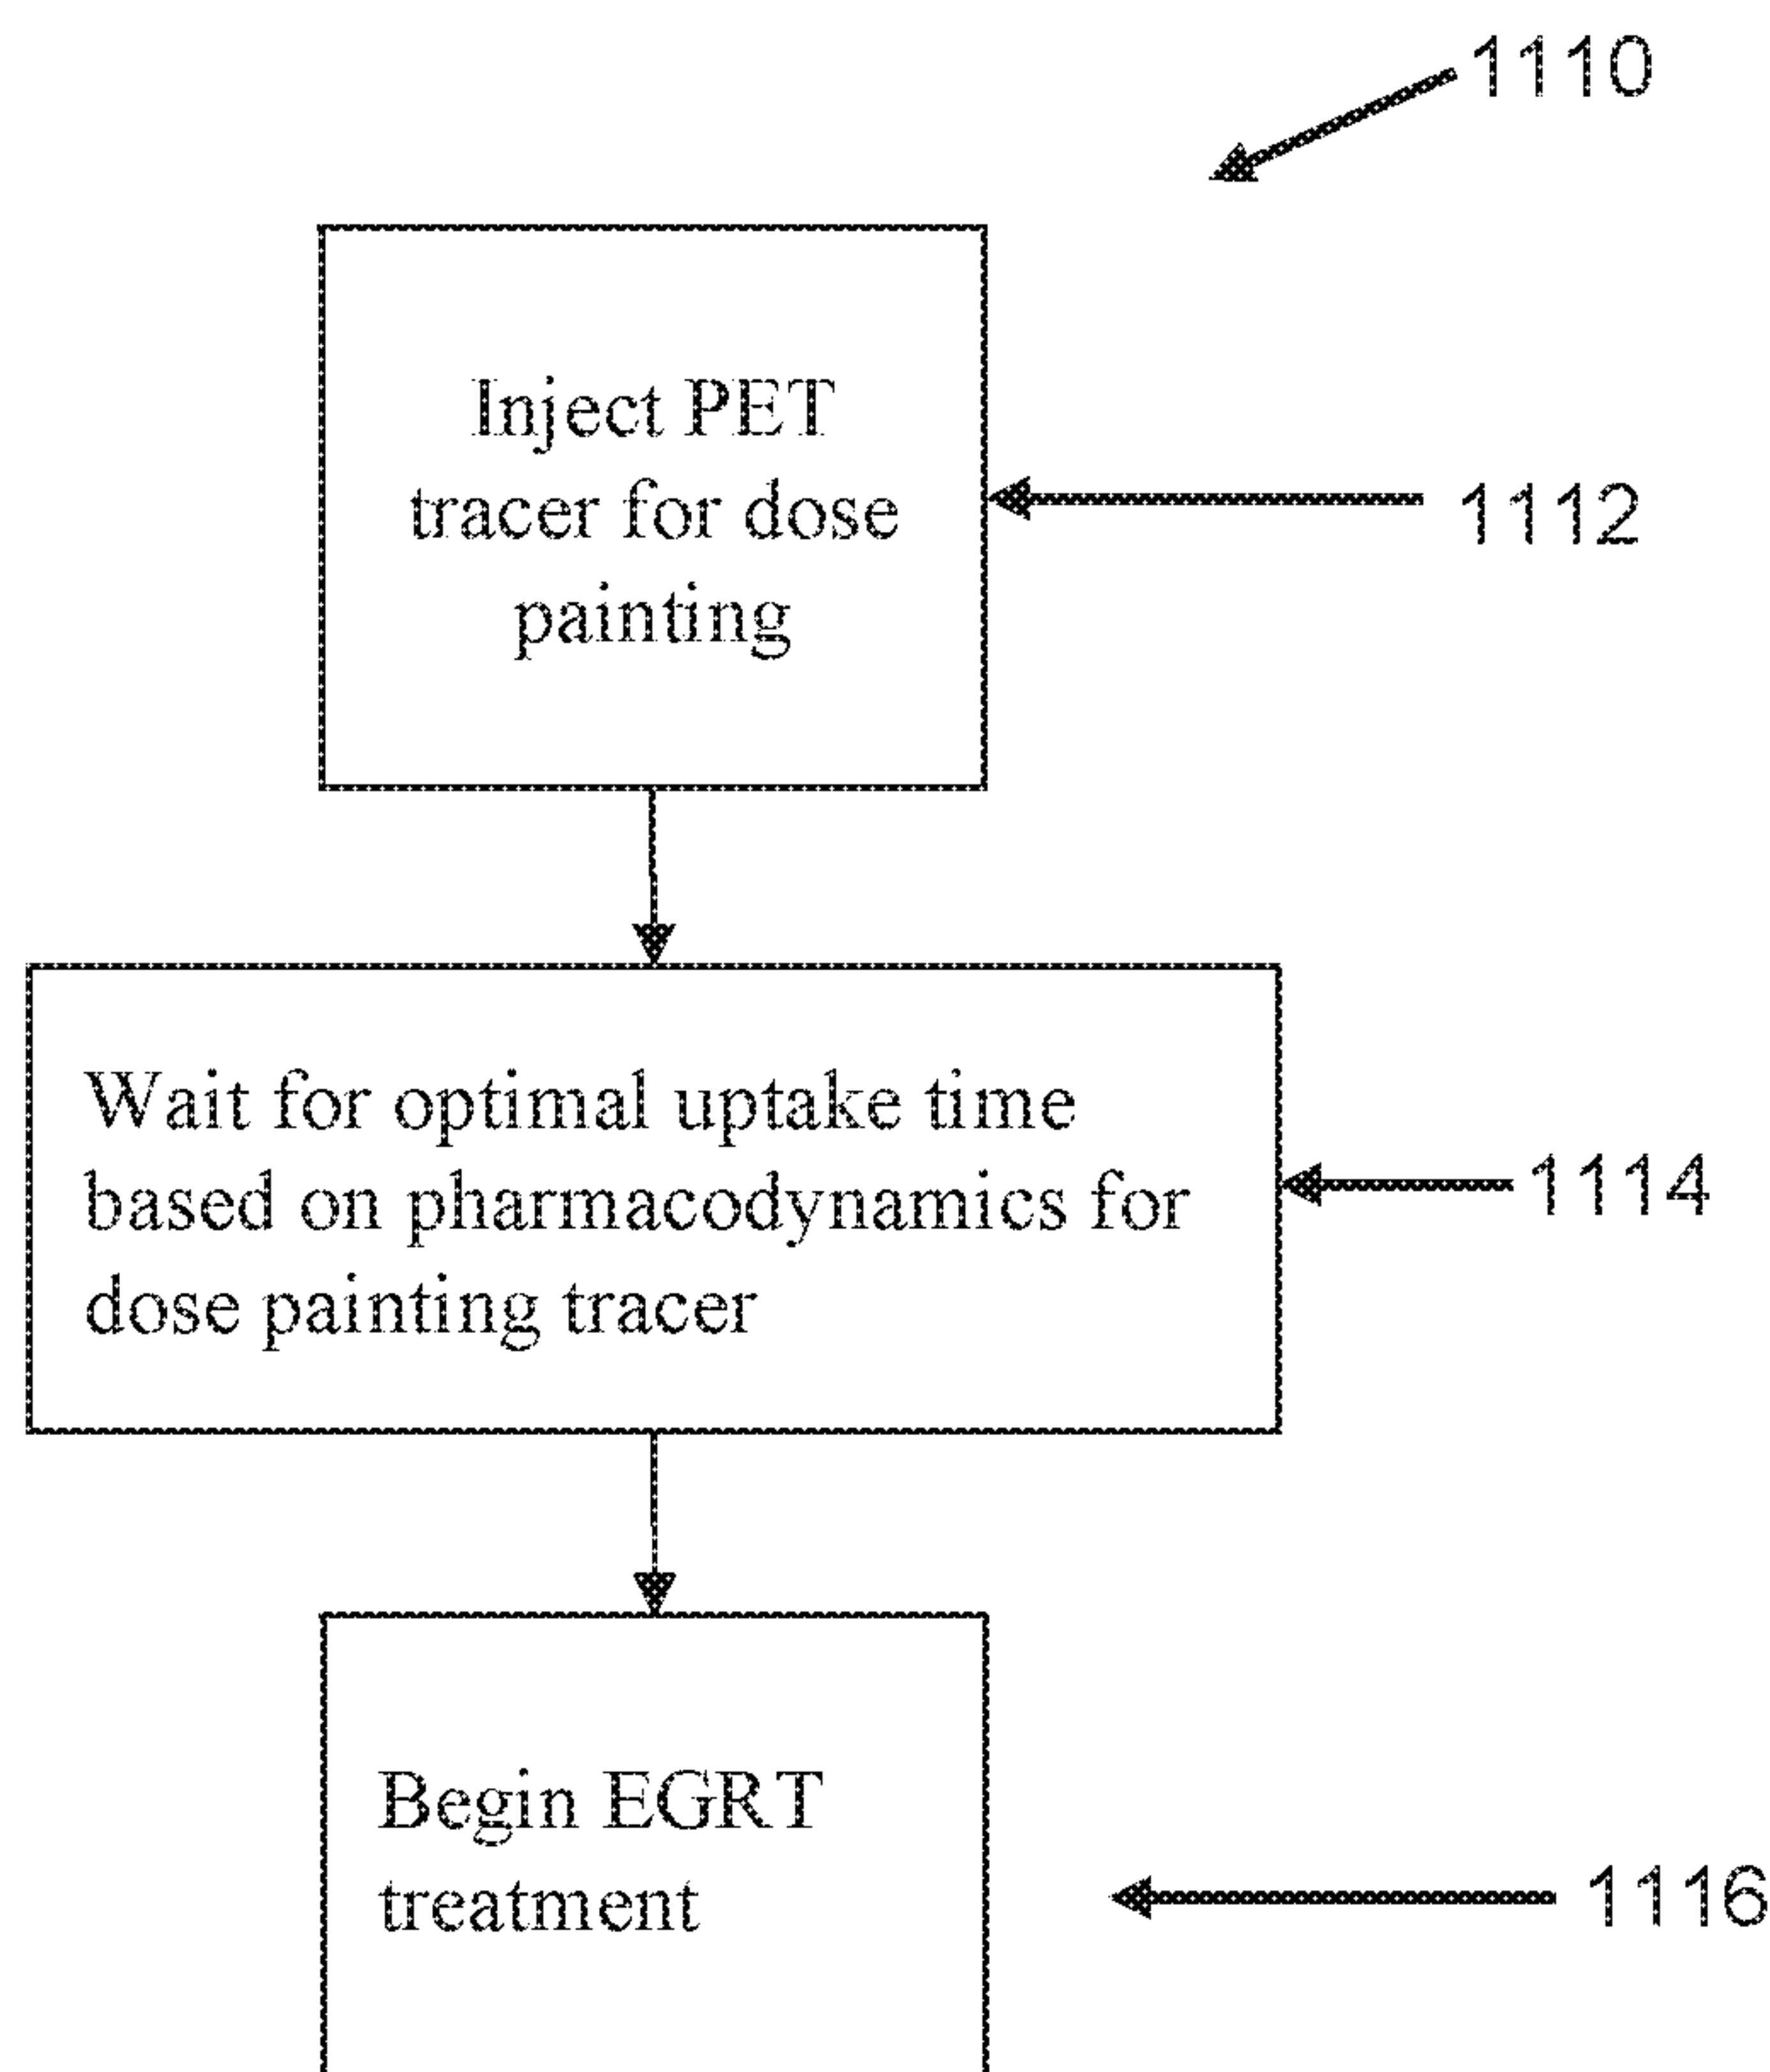 1110
Inject PET
tracer for dose
painting
1112
Wait for optimal uptake time
based on pharmacodynamics for
dose painting tracer
1114
Begin EGRT
treatment
1116